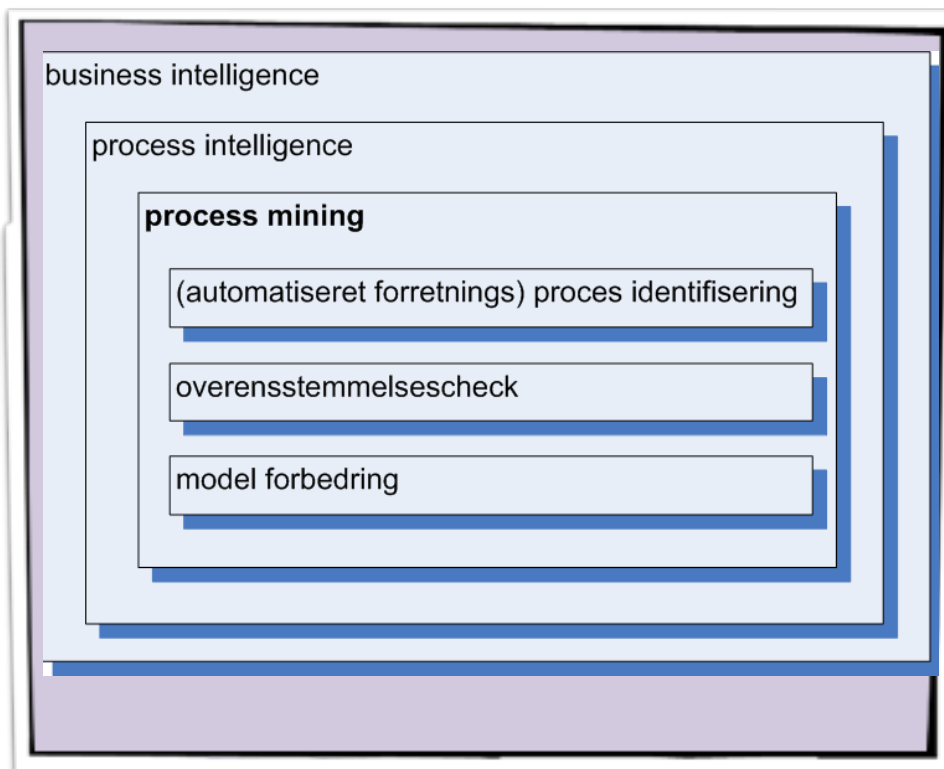 business intelligence
process intelligence
process mining
(automatiseret forretnings) proces identifisering
overensstemmelsescheck
model forbedring